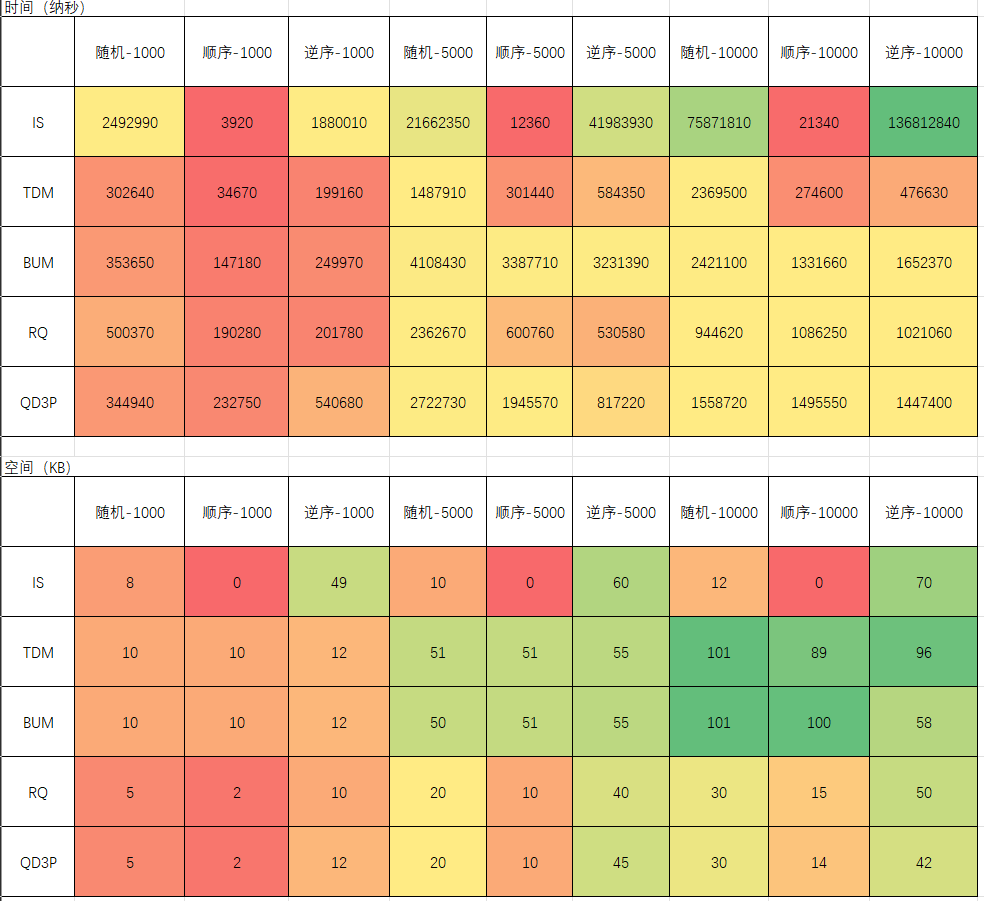 时间（纳秒）
随机-1000 顺序-1000 逆序-1000 随机-5000 顺序-5000 逆序-5000 随机-10000 顺序-10000 逆序-10000
IS 2492990 3920 1880010 21662350 12360 41983930 75871810 21340 136812840
TDM 302640 34670 199160 1487910 301440 584350 2369500 274600 476630
BUM 353650 147180 249970 4108430 3387710 3231390 2421100 1331660 1652370
RQ 500370 190280 201780 2362670 600760 530580 944620 1086250 1021060
QD3P 344940 232750 540680 2722730 1945570 817220 1558720 1495550 1447400
空间（KB）
随机-1000 顺序-1000 逆序-1000 随机-5000 顺序-5000 逆序-5000 随机-10000 顺序-10000 逆序-10000
IS 8 0 49 10 0 60 12 0 70
TDM 10 10 12 51 51 55 101 89 96
BUM 10 10 12 50 51 55 101 100 58
RQ 5 2 10 20 10 40 30 15 50
QD3P 5 2 12 20 10 45 30 14 42